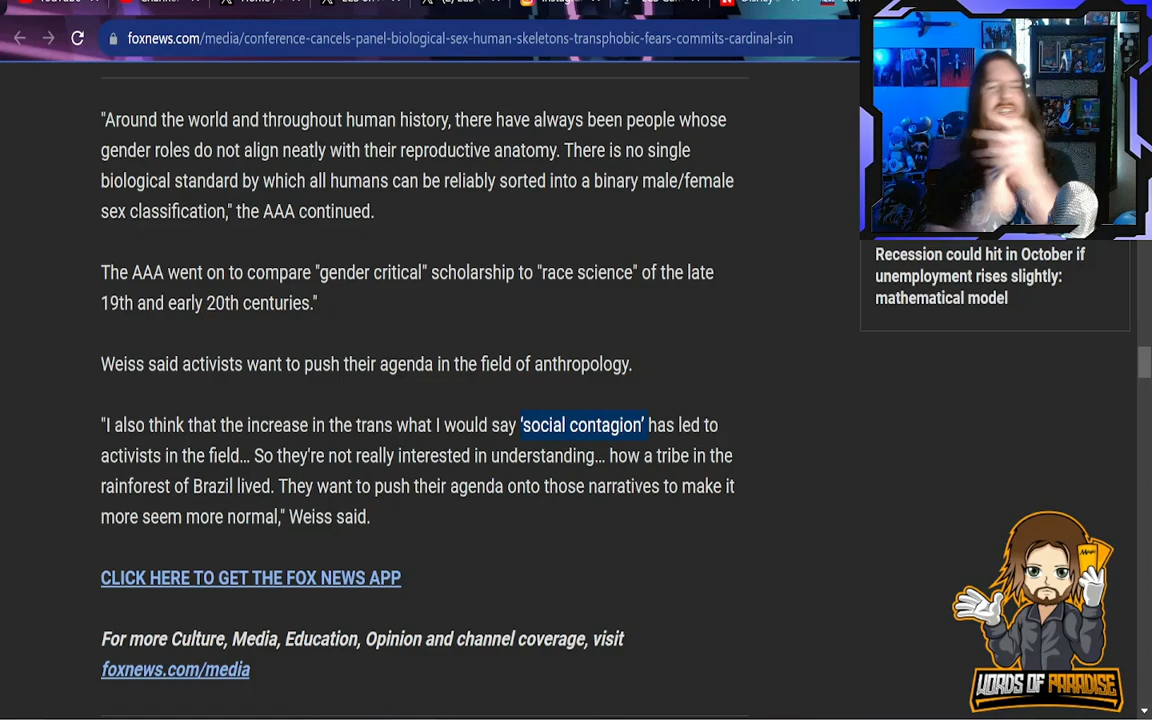 foxnews.com/media/conference-cancels-panel-biological-sex-human-skeletons-transphobic-fears-commits-cardinal-sin
"Around the world and throughout human history, there have always been people whose
gender roles do not align neatly with their reproductive anatomy. There is no single
biological standard by which all humans can be reliably sorted into a binary male/female
sex classification," the AAA continued.
The AAA went on to compare "gender critical" scholarship to "race science" of the late
19th and early 20th centuries."
Weiss said activists want to push their agenda in the field of anthropology.
"I also think that the increase in the trans what I would say ‘social contagion’ has led to
activists in the field… So they're not really interested in understanding… how a tribe in the
rainforest of Brazil lived. They want to push their agenda onto those narratives to make it
more seem more normal," Weiss said.
CLICK HERE TO GET THE FOX NEWS APP
For more Culture, Media, Education, Opinion and channel coverage, visit
foxnews.com/media
Recession could hit in October if
unemployment rises slightly:
mathematical model
WORDS OF PARADISE